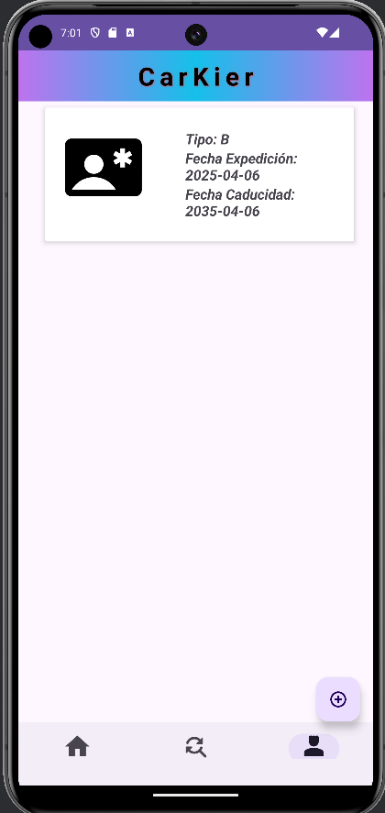 7:01
CarKier
Tipo: B
Fecha Expedición:
2025-04-06
Fecha Caducidad:
2035-04-06